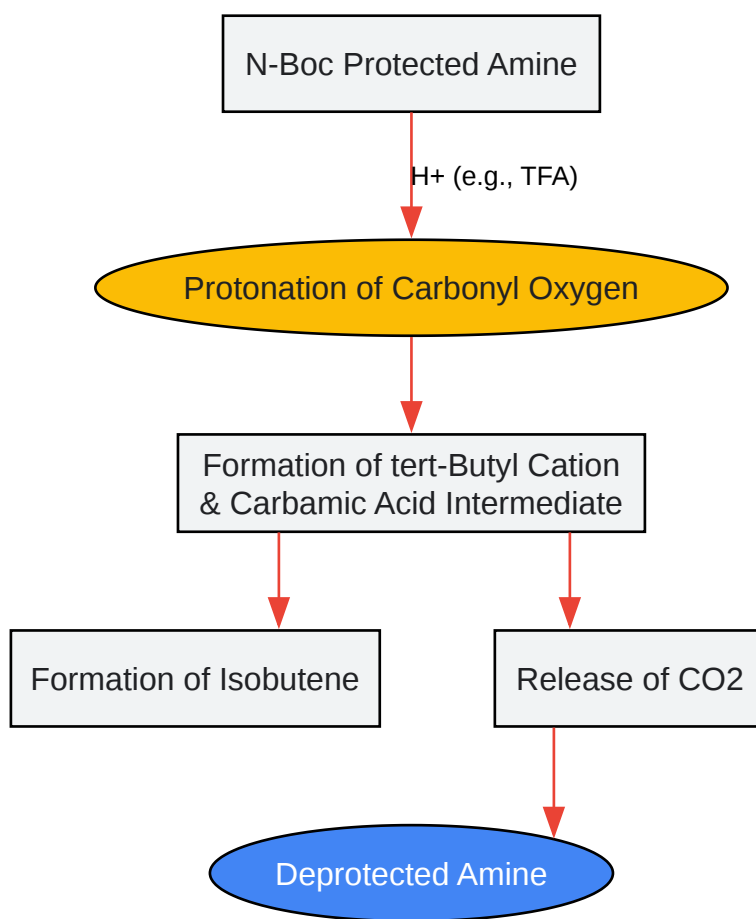 N-Boc Protected Amine
H+ (e.g., TFA)
Protonation of Carbonyl Oxygen
Formation of tert-Butyl Cation
& Carbamic Acid Intermediate
Formation of Isobutene
Release of CO2
Deprotected Amine